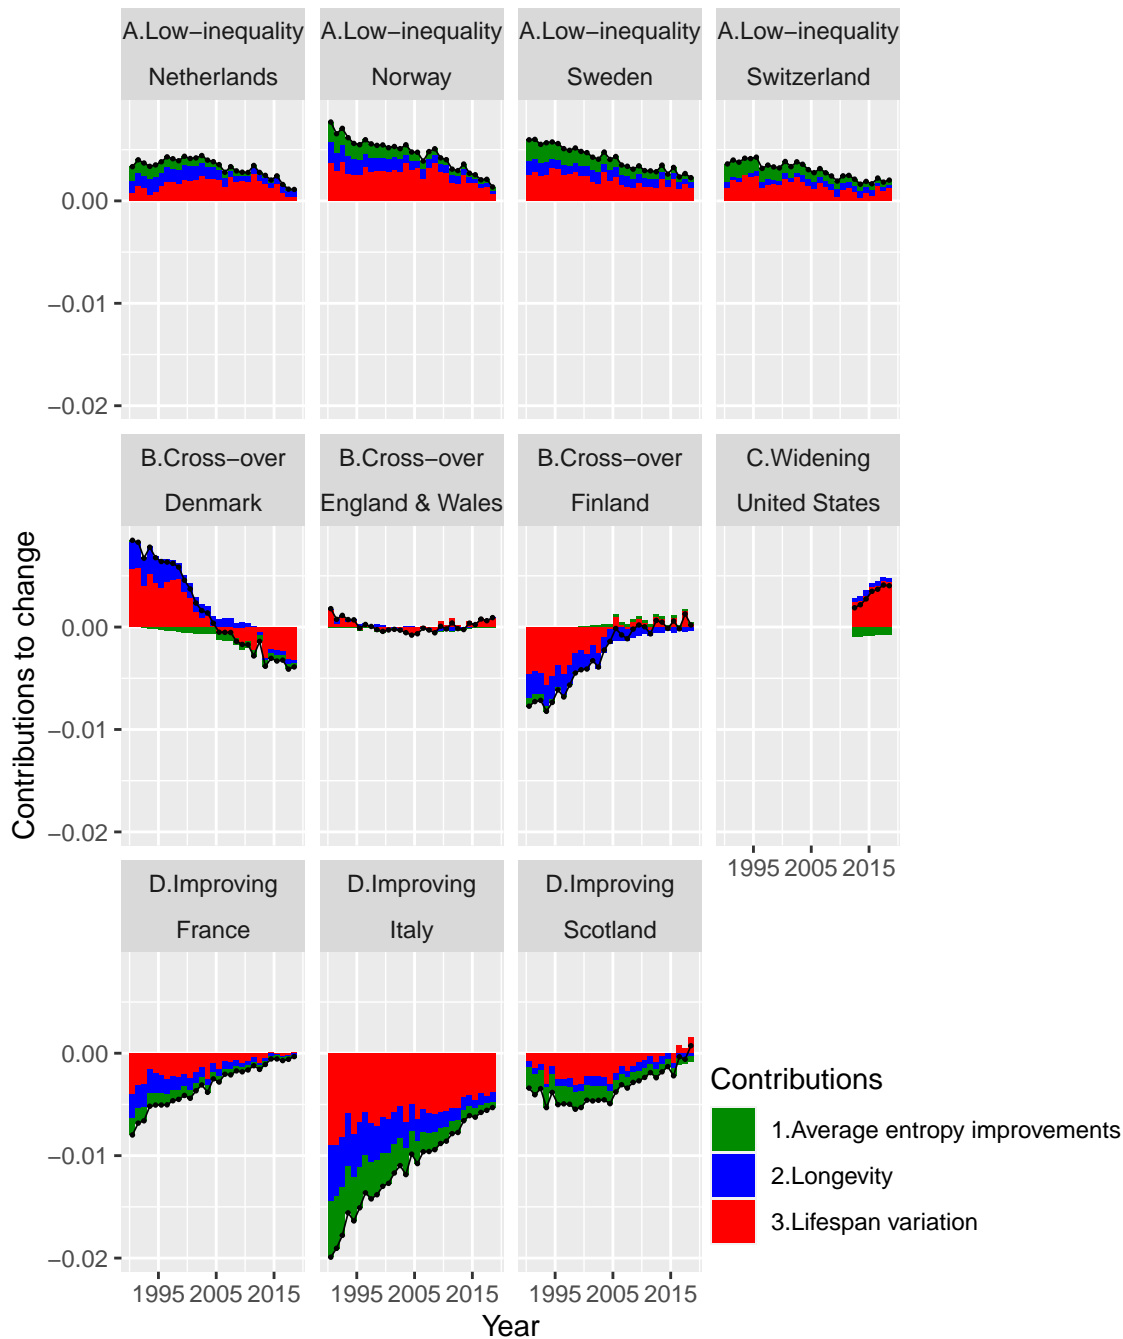 A.Low−inequality A.Low−inequality A.Low−inequality A.Low−inequality
Netherlands Norway Sweden Switzerland
0.00
−0.01
−0.02
B.Cross−over B.Cross−over B.Cross−over C.Widening
Denmark England & Wales Finland United States
0.00
−0.01
−0.02
1995 2005 2015
D.Improving D.Improving D.Improving
France Italy Scotland
0.00
−0.01
−0.02
1995 2005 2015 1995 2005 2015 1995 2005 2015
Year
Contributions to change
Contributions
1.Average entropy improvements
2.Longevity
3.Lifespan variation